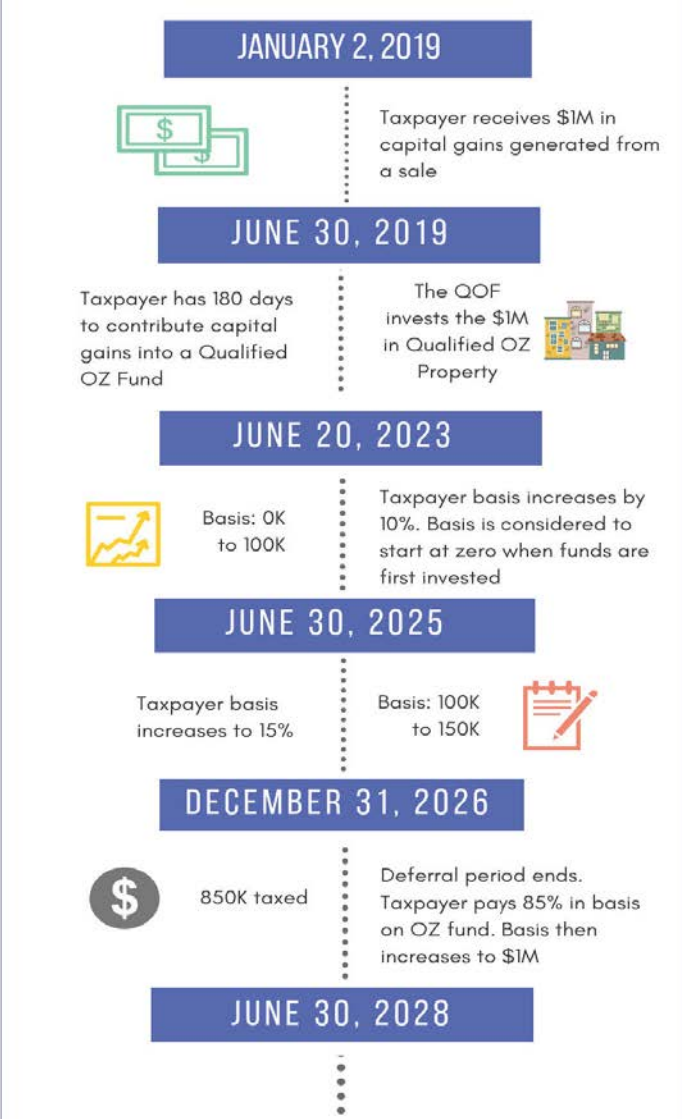 JANUARY 2, 2019
$
$
Taxpayer receives $1M in
capital gains generated from
a sale
JUNE 30, 2019
Taxpayer has 180 days
to contribute capital
gains into a Qualified
OZ Fund
The QOF
invests the $1M
in Qualified OZ
Property
JUNE 20, 2023
Basis: 0K
to 100K
Taxpayer basis increases by
10%. Basis is considered to
start at zero when funds are
first invested
JUNE 30, 2025
Taxpayer basis
increases to 15%
Basis: 100K
to 150K
DECEMBER 31, 2026
$
850K taxed
Deferral period ends.
Taxpayer pays 85% in basis
on OZ fund. Basis then
increases to $1M
JUNE 30, 2028